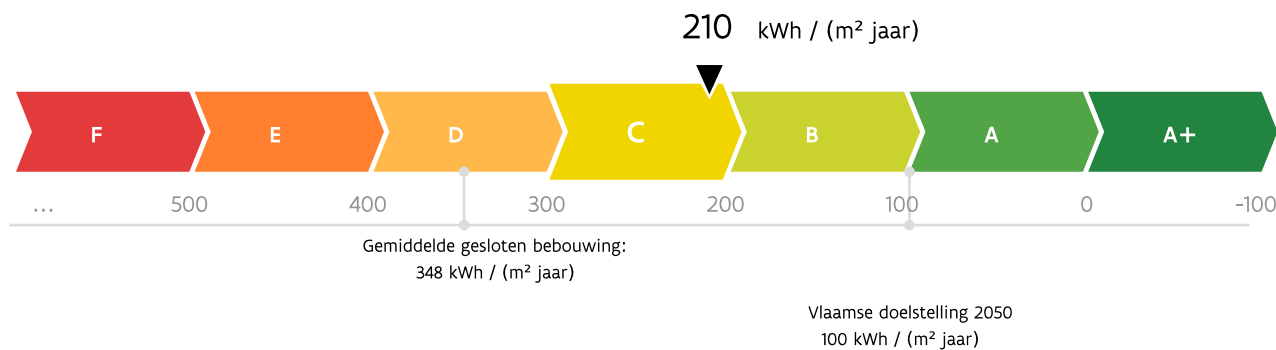 210 kWh / (m² jaar)
F E D C B A A+
... 500 400 300 200 100 0 -100
Gemiddelde gesloten bebouwing:
348 kWh / (m² jaar)
Vlaamse doelstelling 2050
100 kWh / (m² jaar)